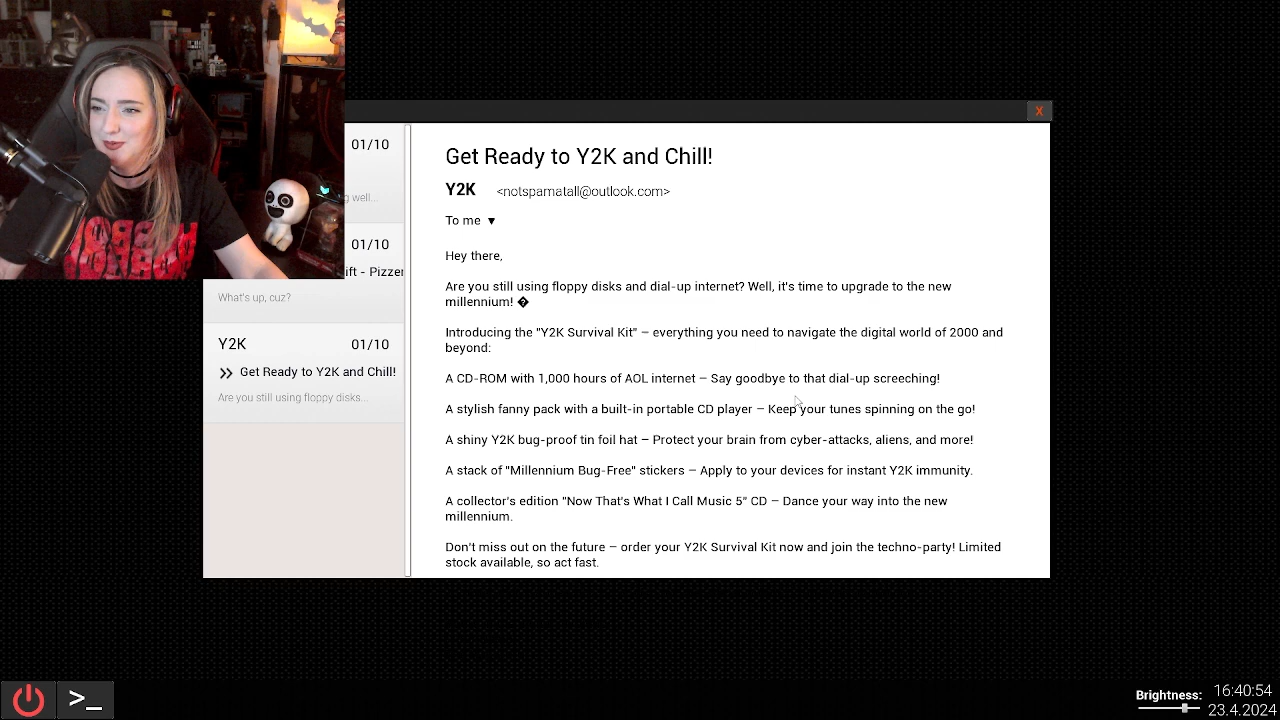 01/10
g well...
01/10
ift - Pizzer
What's up, cuz?
Y2K 01/10
Get Ready to Y2K and Chill!
Are you still using floppy disks...
X
Get Ready to Y2K and Chill!
Y2K <notspamatall@outlook.com>
To me ▼
Hey there,
Are you still using floppy disks and dial-up internet? Well, it's time to upgrade to the new
millennium! �
Introducing the "Y2K Survival Kit" – everything you need to navigate the digital world of 2000 and
beyond:
A CD-ROM with 1,000 hours of AOL internet – Say goodbye to that dial-up screeching!
A stylish fanny pack with a built-in portable CD player – Keep your tunes spinning on the go!
A shiny Y2K bug-proof tin foil hat – Protect your brain from cyber-attacks, aliens, and more!
A stack of "Millennium Bug-Free" stickers – Apply to your devices for instant Y2K immunity.
A collector's edition "Now That's What I Call Music 5" CD – Dance your way into the new
millennium.
Don't miss out on the future – order your Y2K Survival Kit now and join the techno-party! Limited
stock available, so act fast.
>_
Brightness:
16:40:54
23.4.2024